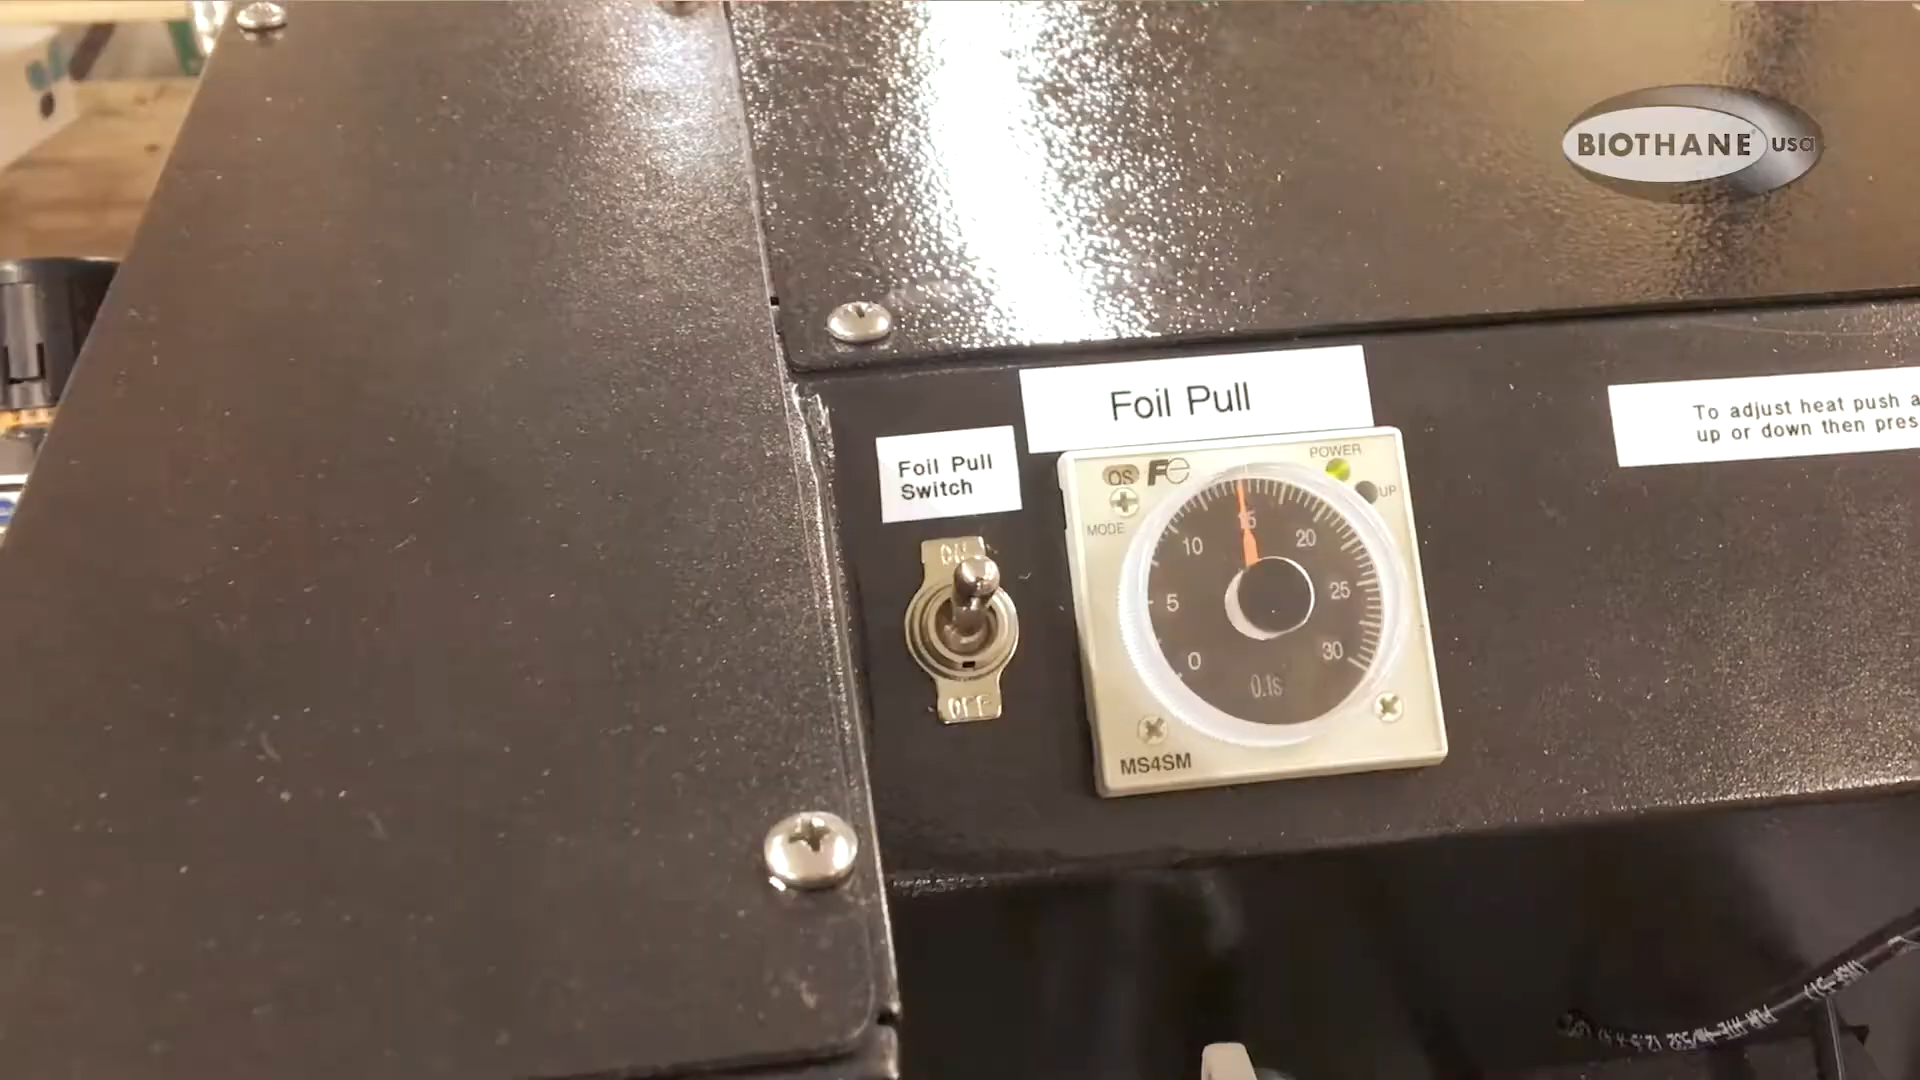 BIOTHANE usa
Foil Pull
To adjust heat push a
up or down then pres
Foil Pull
Switch
ON
OFF
QS Fe
POWER
UP
MODE
0
5
10
15
20
25
30
0.1s
MS4SM